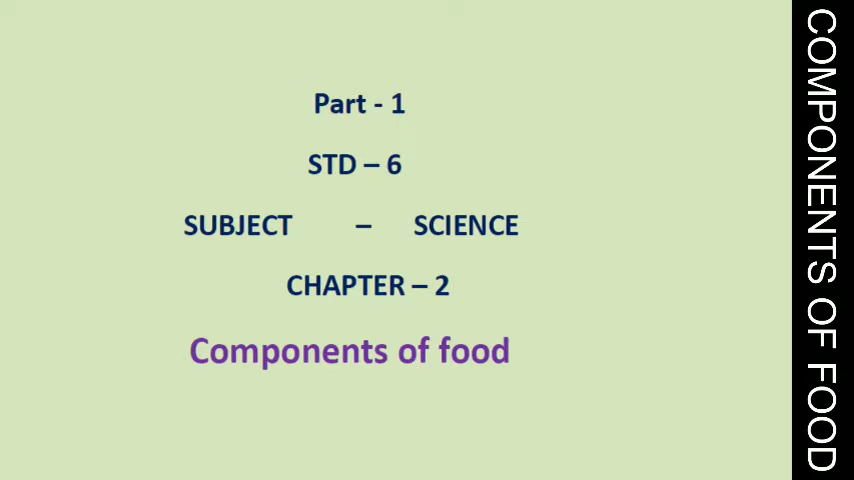 Part - 1
STD – 6
SUBJECT – SCIENCE
CHAPTER – 2
Components of food
COMPONENTS OF FOOD